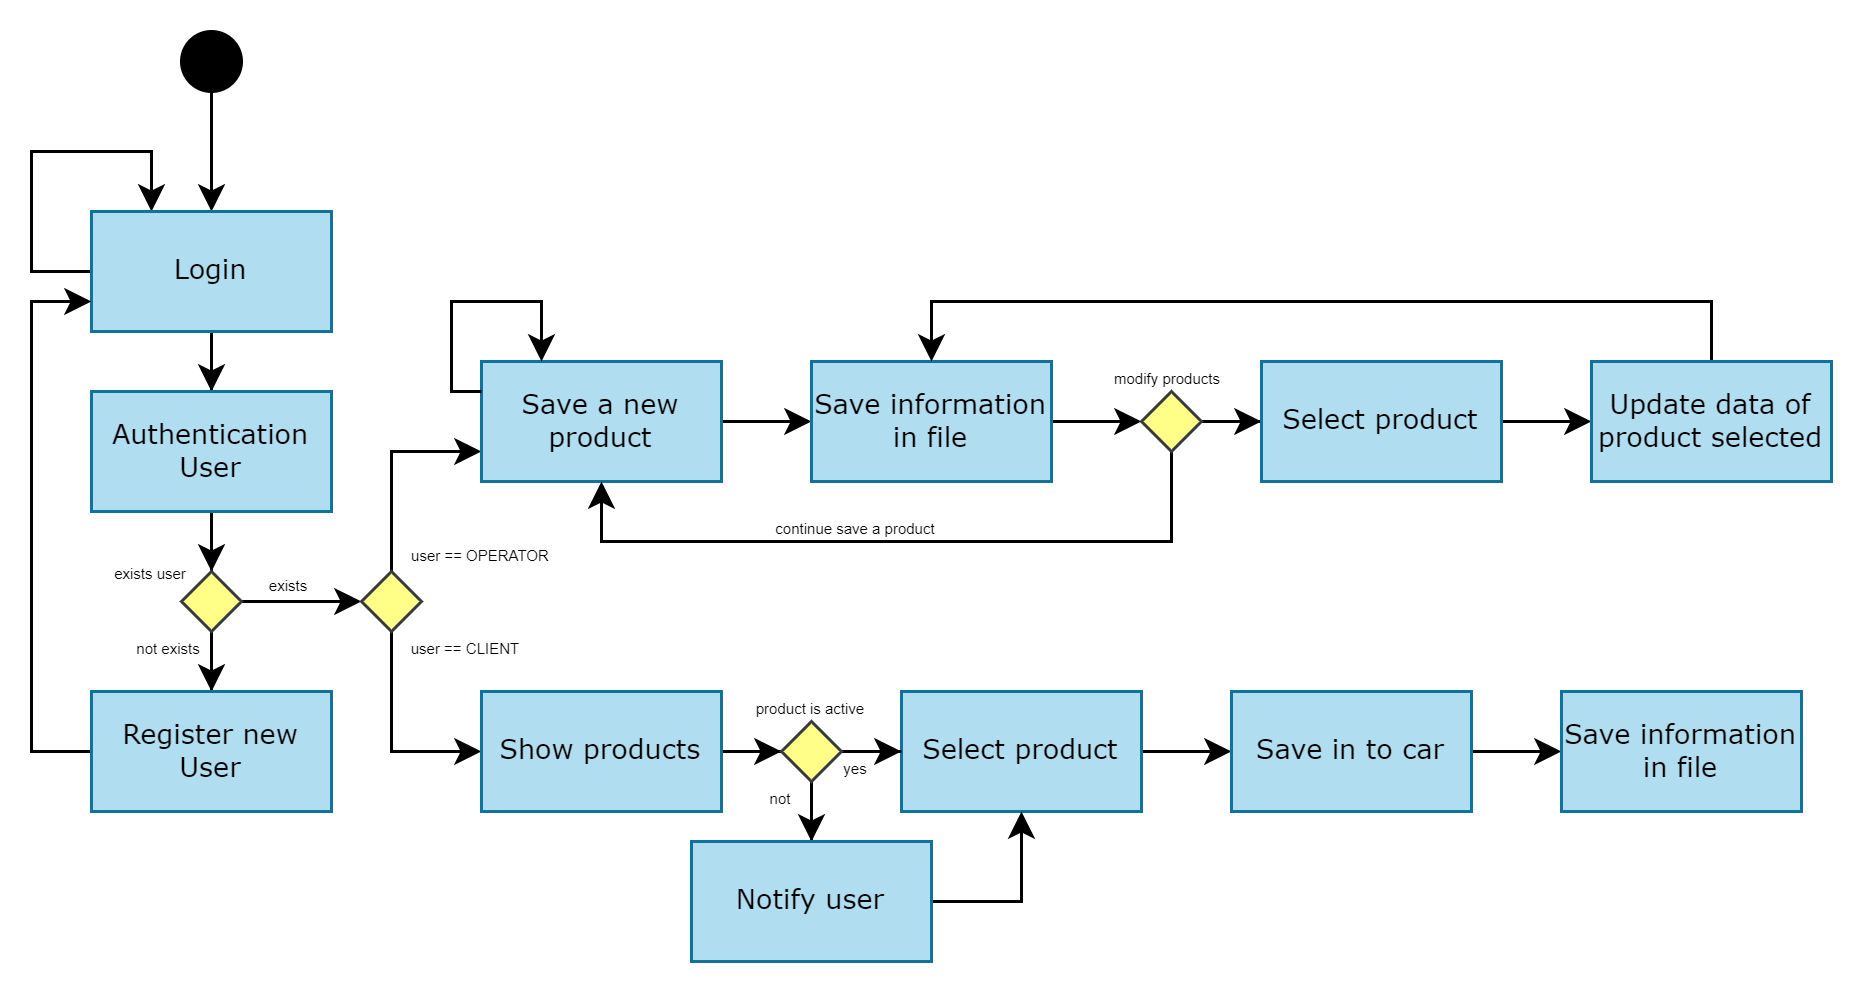 Login
Authentication
User
exists user
exists
not exists
Register new
User
user == OPERATOR
user == CLIENT
Save a new
product
Save information
in file
modify products
Select product
Update data of
product selected
continue save a product
Show products
product is active
yes
not
Select product
Save in to car
Save information
in file
Notify user